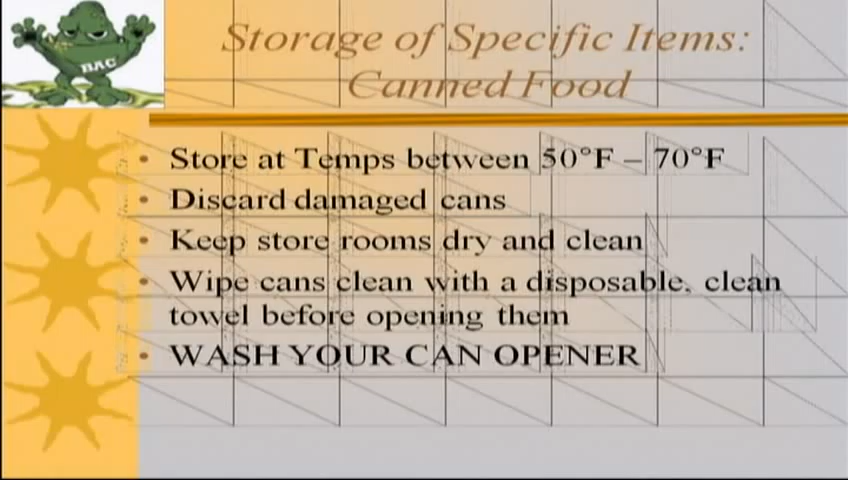 BAC
Storage of Specific Items:
Canned Food
• Store at Temps between 50°F – 70°F
• Discard damaged cans
• Keep store rooms dry and clean
• Wipe cans clean with a disposable, clean
towel before opening them
• WASH YOUR CAN OPENER